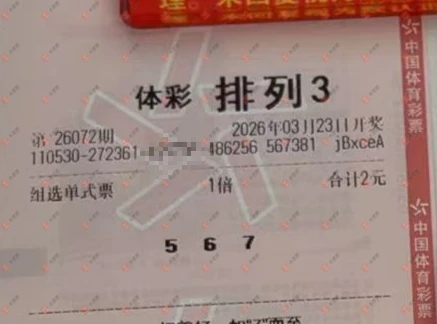 体彩 排列3
第 26072期 2026年03月23日开奖
110530-272361 486256 567381 jBxceA
组选单式票 1倍 合计2元
5 6 7
中国体育彩票
中国体育彩票